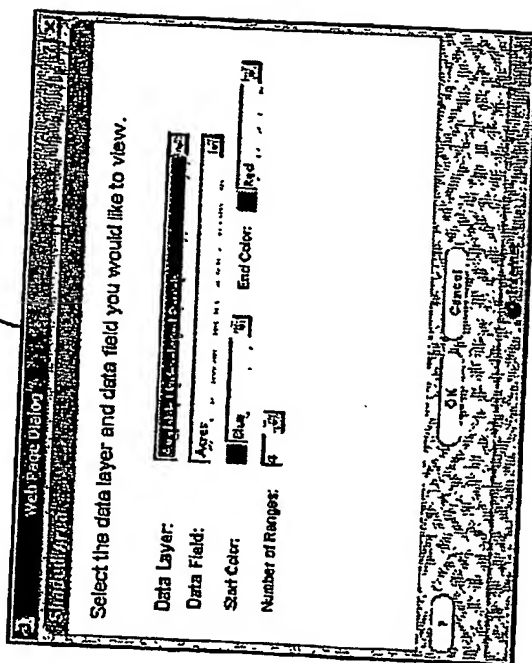 Web Page Dialog
Select the data layer and data field you would like to view.
Data Layer:
Data Field: Acres
Start Color: Blue End Color: Red
Number of Ranges: 4
? OK Cancel
Internet